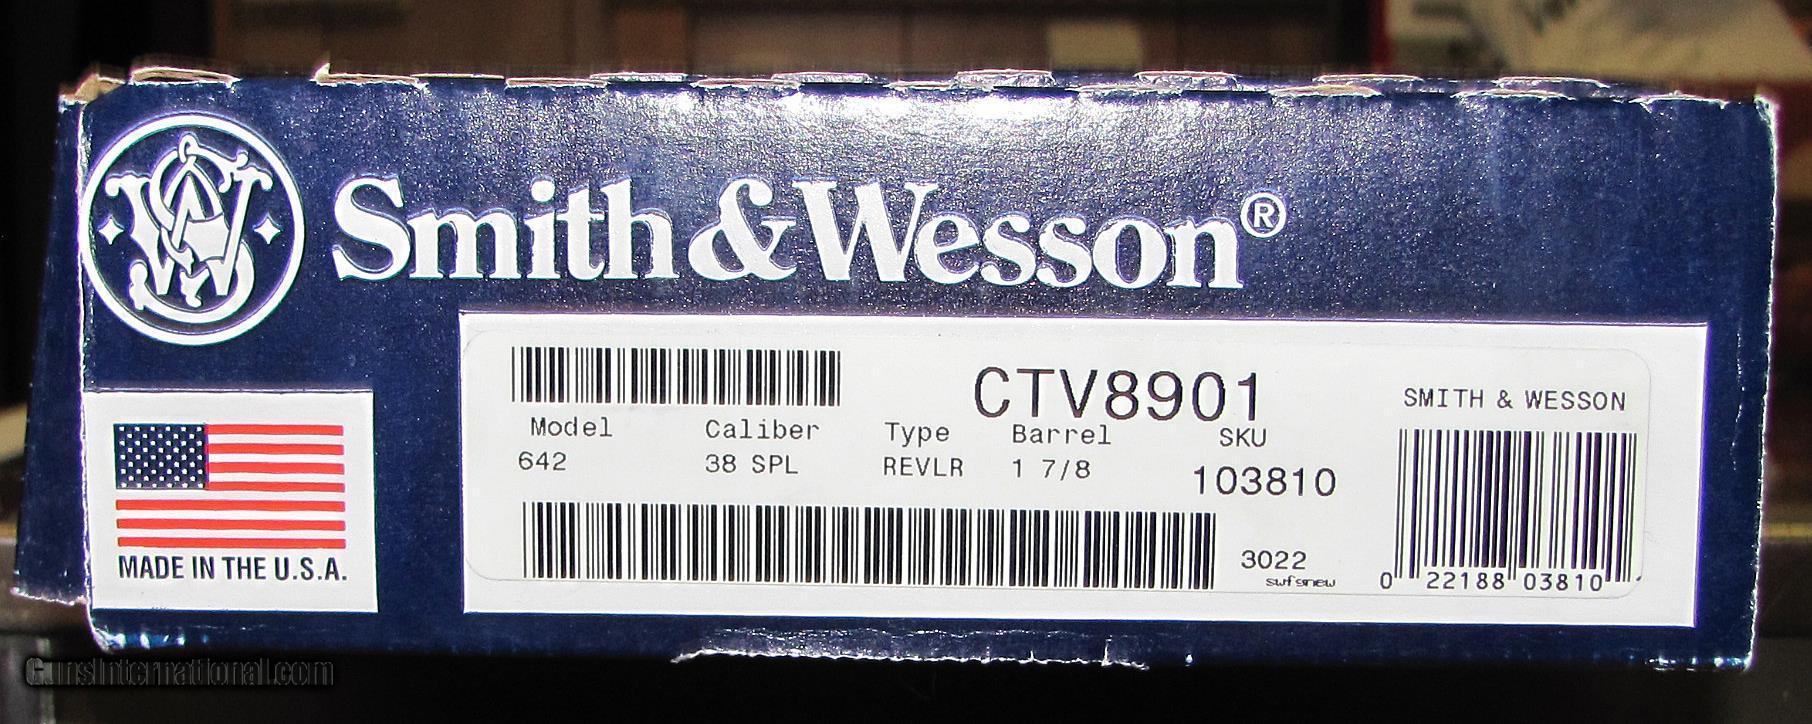 Smith & Wesson®
CTV8901
SMITH & WESSON
Model Caliber Type Barrel SKU
642 38 SPL REVLR 1 7/8 103810
3022
swfsnew
0 22188 03810
MADE IN THE U.S.A.
GunsInternational.com